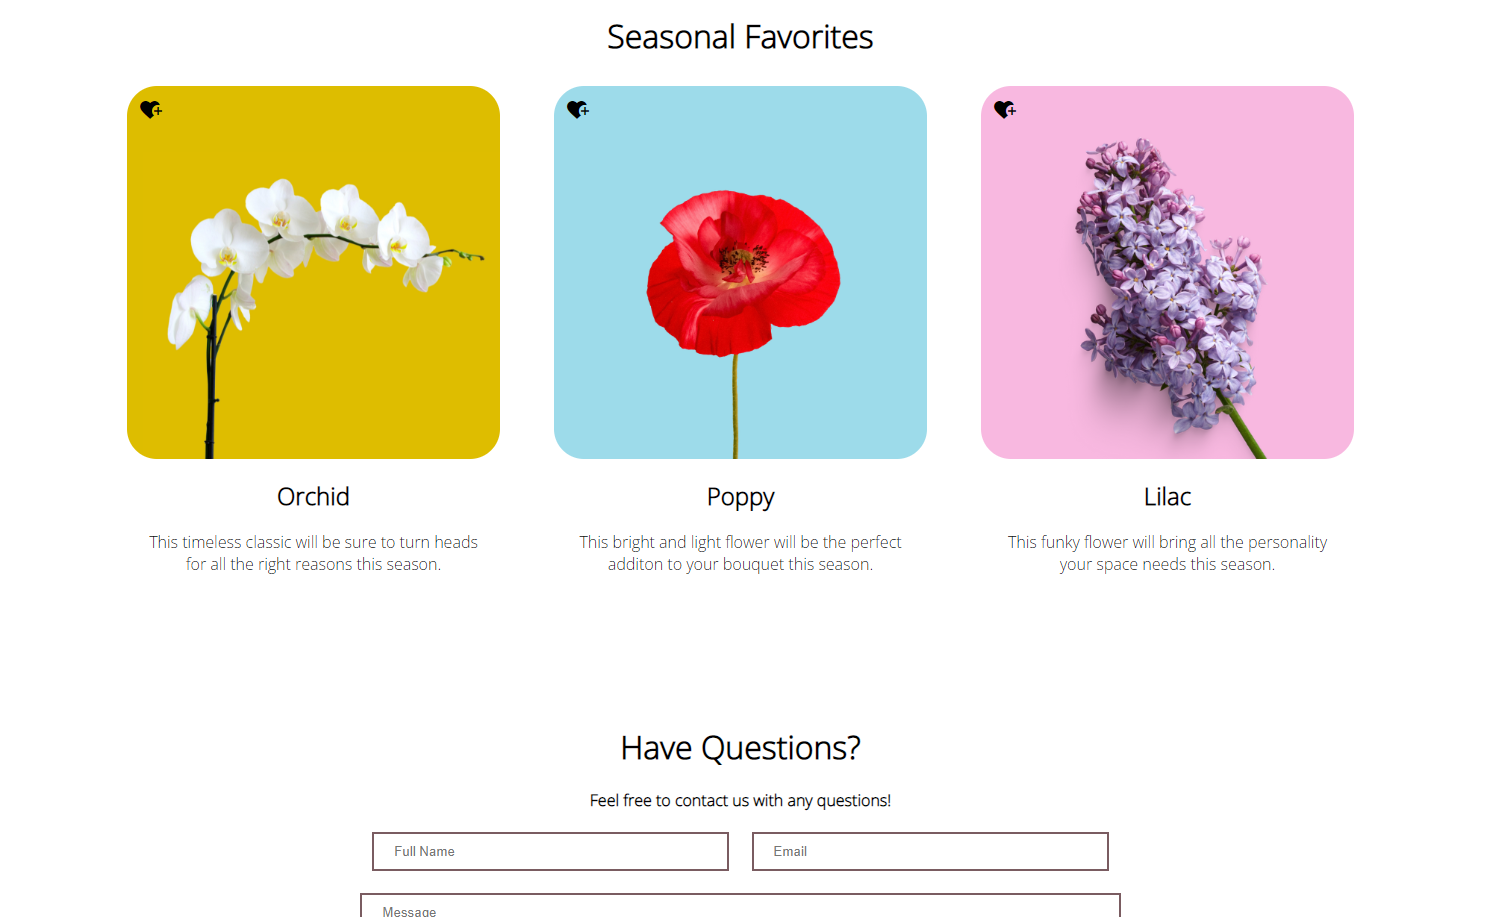 Seasonal Favorites
Orchid
This timeless classic will be sure to turn heads
for all the right reasons this season.
Poppy
This bright and light flower will be the perfect
additon to your bouquet this season.
Lilac
This funky flower will bring all the personality
your space needs this season.
Have Questions?
Feel free to contact us with any questions!
Full Name
Email
Message